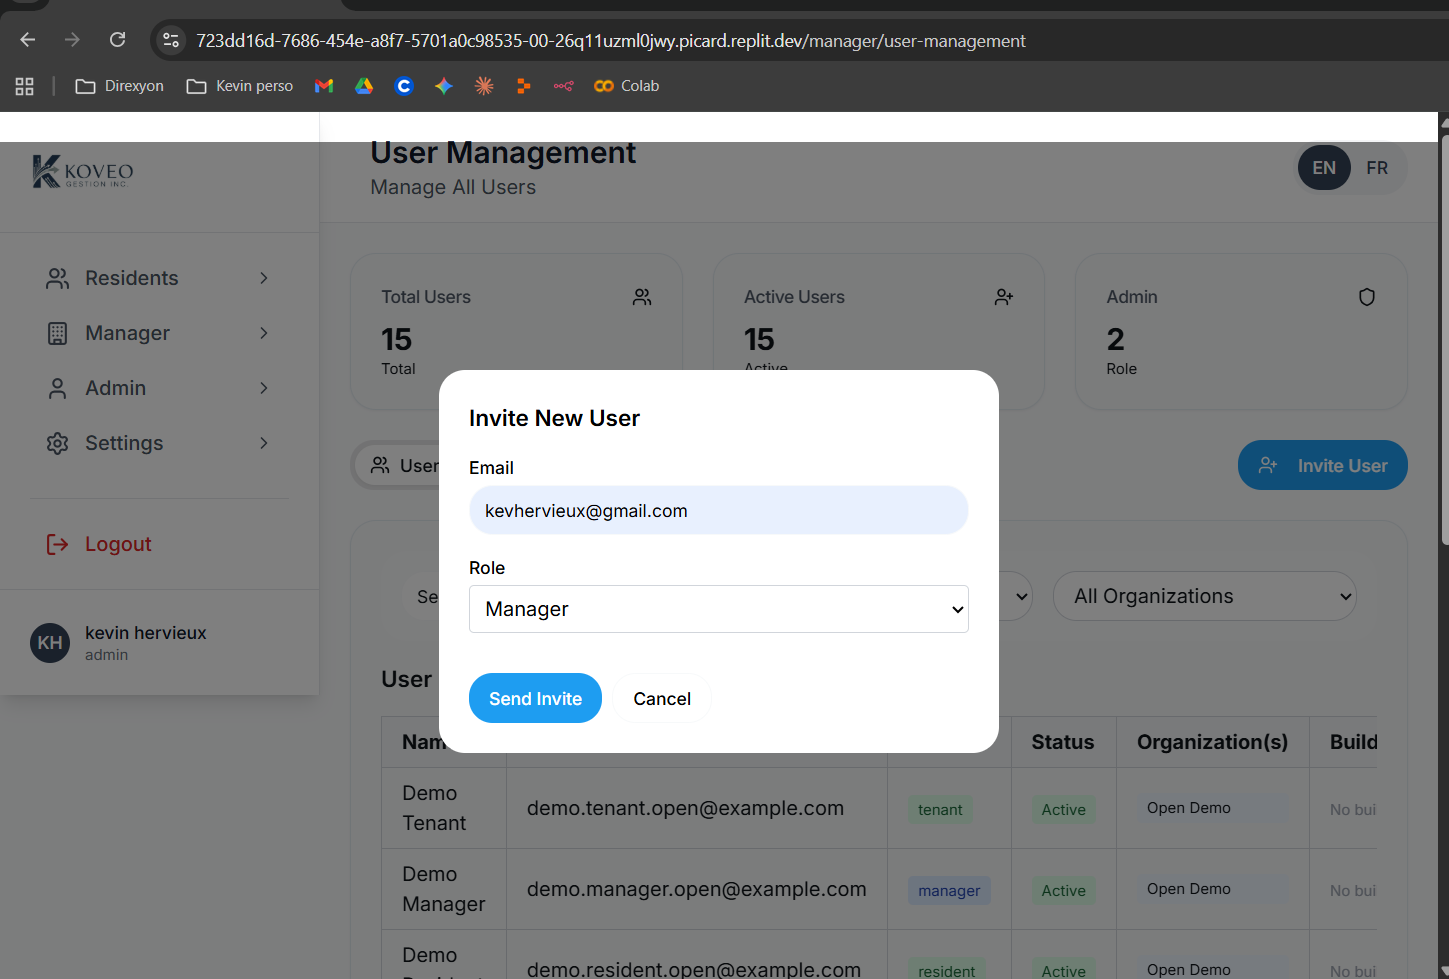 723dd16d-7686-454e-a8f7-5701a0c98535-00-26q11uzml0jwy.picard.replit.dev/manager/user-management
Direxyon
Kevin perso
Colab
KOVEO
GESTION INC.
User Management
Manage All Users
EN
FR
Residents
Manager
Admin
Settings
Logout
KH
kevin hervieux
admin
Total Users
15
Total
Active Users
15
Active
Admin
2
Role
User
Invite User
Se
All Organizations
Invite New User
Email
kevhervieux@gmail.com
Role
Manager
Send Invite
Cancel
User
Nam
Status
Organization(s)
Build
Demo
Tenant
demo.tenant.open@example.com
tenant
Active
Open Demo
No bui
Demo
Manager
demo.manager.open@example.com
manager
Active
Open Demo
No bui
Demo
demo.resident.open@example.com
resident
Active
Open Demo
No bui